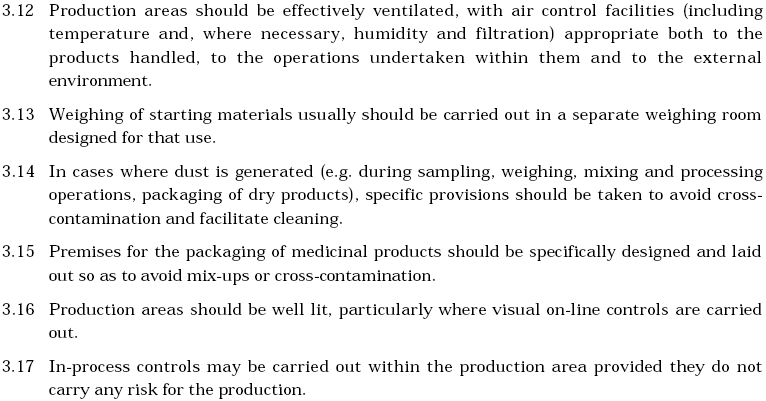 3.12 Production areas should be effectively ventilated, with air control facilities (including
temperature and, where necessary, humidity and filtration) appropriate both to the
products handled, to the operations undertaken within them and to the external
environment.
3.13 Weighing of starting materials usually should be carried out in a separate weighing room
designed for that use.
3.14 In cases where dust is generated (e.g. during sampling, weighing, mixing and processing
operations, packaging of dry products), specific provisions should be taken to avoid cross-
contamination and facilitate cleaning.
3.15 Premises for the packaging of medicinal products should be specifically designed and laid
out so as to avoid mix-ups or cross-contamination.
3.16 Production areas should be well lit, particularly where visual on-line controls are carried
out.
3.17 In-process controls may be carried out within the production area provided they do not
carry any risk for the production.